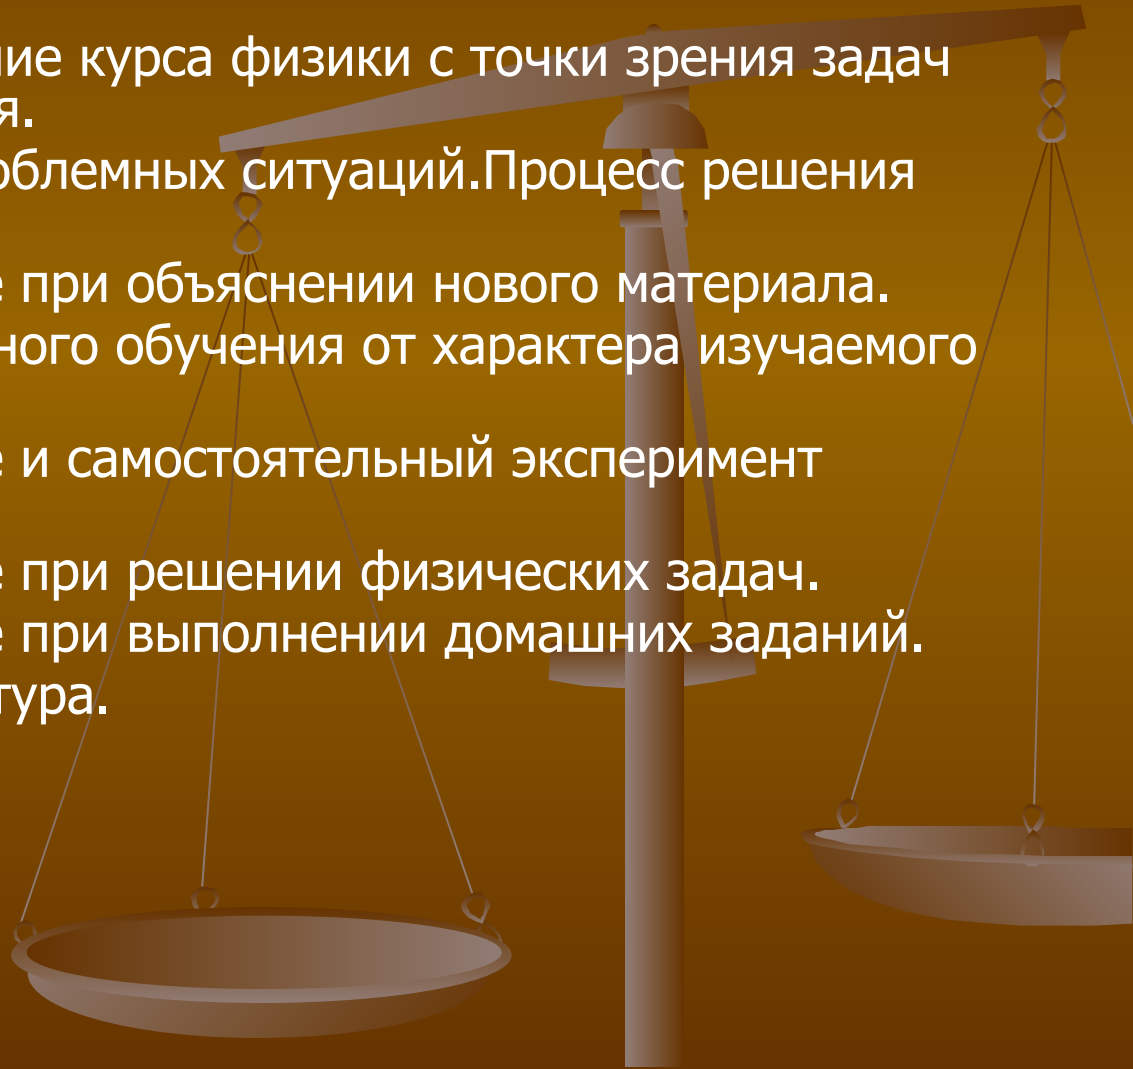 ние курса физики с точки зрения задач
я.
облемных ситуаций.Процесс решения
е при объяснении нового материала.
ного обучения от характера изучаемого
е и самостоятельный эксперимент
е при решении физических задач.
е при выполнении домашних заданий.
тура.